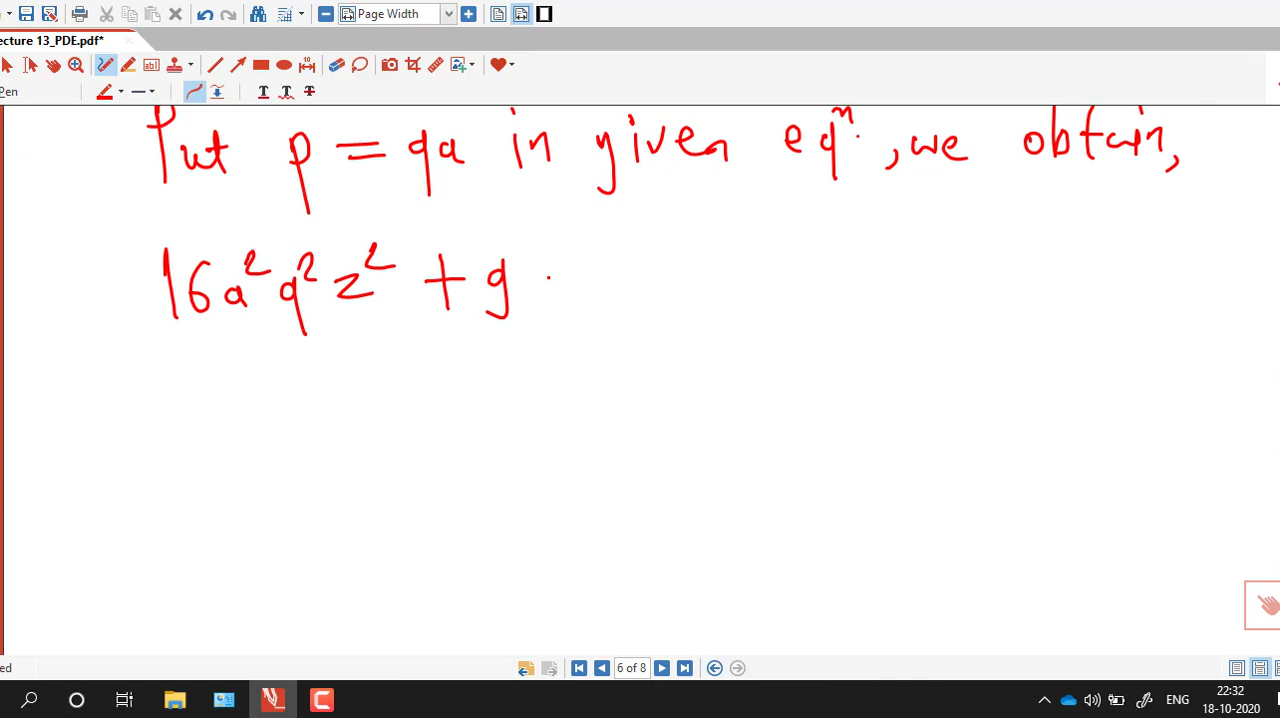 Page Width
ecture 13_PDE.pdf*
Pen
Put p = qa in given eqⁿ., we obtain,
16a²q²z² + 9
ed
6 of 8
ENG
22:32
18-10-2020